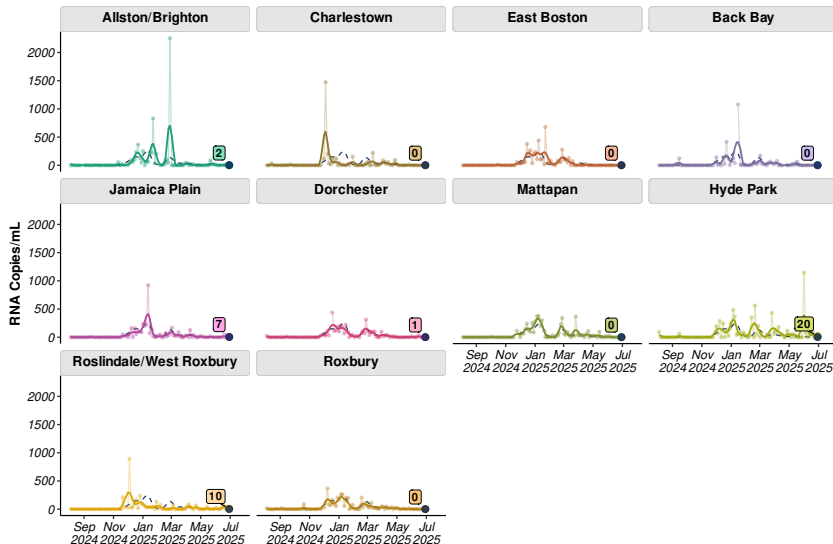 Allston/Brighton Charlestown East Boston Back Bay
2000
1500
1000
500
0
2 0 0 0
Jamaica Plain Dorchester Mattapan Hyde Park
RNA Copies/mL
2000
1500
1000
500
0
7 1 0 20
Sep Nov Jan Mar May Jul Sep Nov Jan Mar May Jul
2024 2024 2025 2025 2025 2025 2024 2024 2025 2025 2025 2025
Roslindale/West Roxbury Roxbury
2000
1500
1000
500
0
10 0
Sep Nov Jan Mar May Jul Sep Nov Jan Mar May Jul
2024 2024 2025 2025 2025 2025 2024 2024 2025 2025 2025 2025